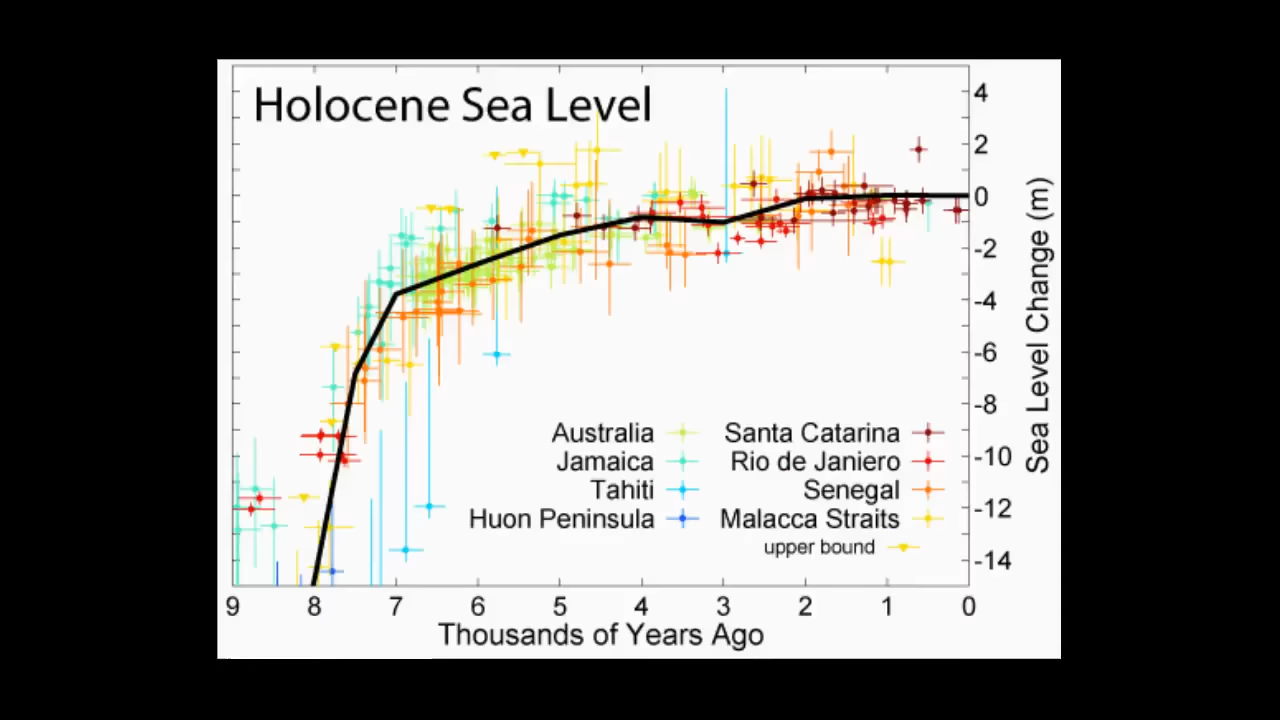 Holocene Sea Level
4
2
0
-2
-4
-6
-8
-10
-12
-14
Sea Level Change (m)
Australia
Jamaica
Tahiti
Huon Peninsula
Santa Catarina
Rio de Janiero
Senegal
Malacca Straits
upper bound
9 8 7 6 5 4 3 2 1 0
Thousands of Years Ago